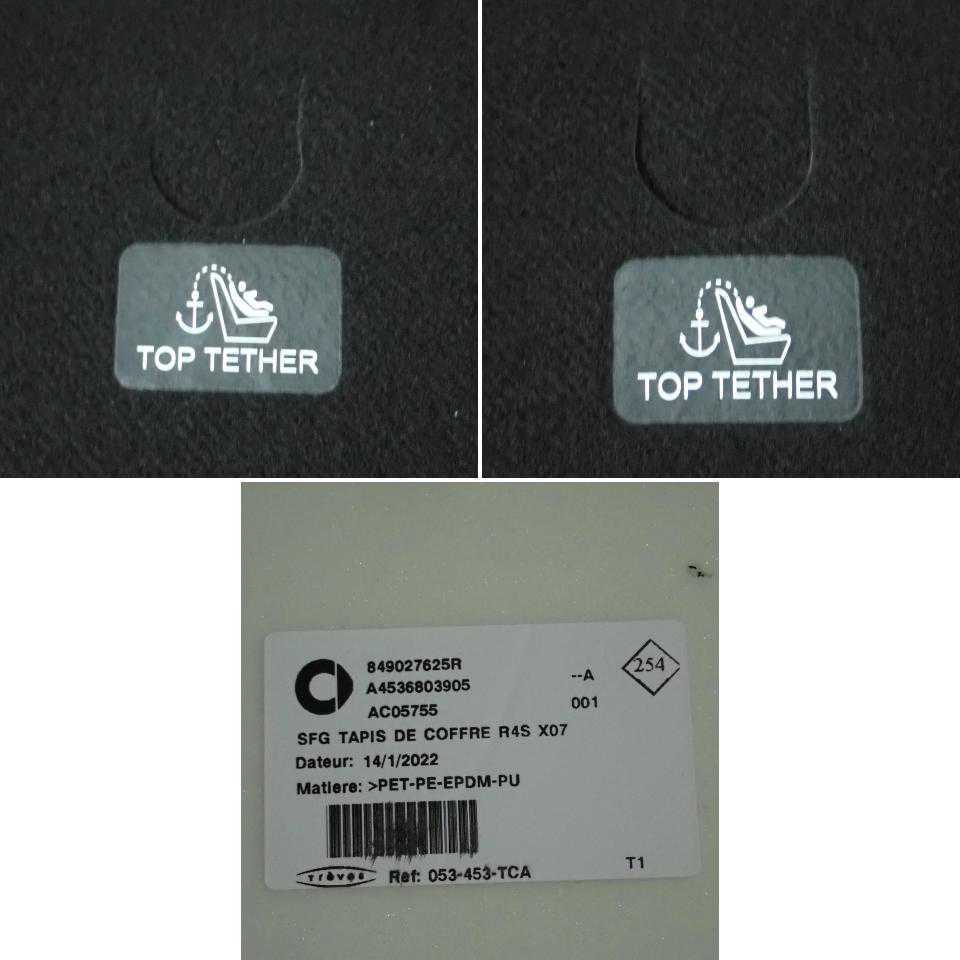 TOP TETHER
TOP TETHER
849027625R
A4536803905
--A
254
AC05755
001
SFG TAPIS DE COFFRE R4S X07
Dateur: 14/1/2022
Matiere: >PET-PE-EPDM-PU
Trèves
Ref: 053-453-TCA
T1